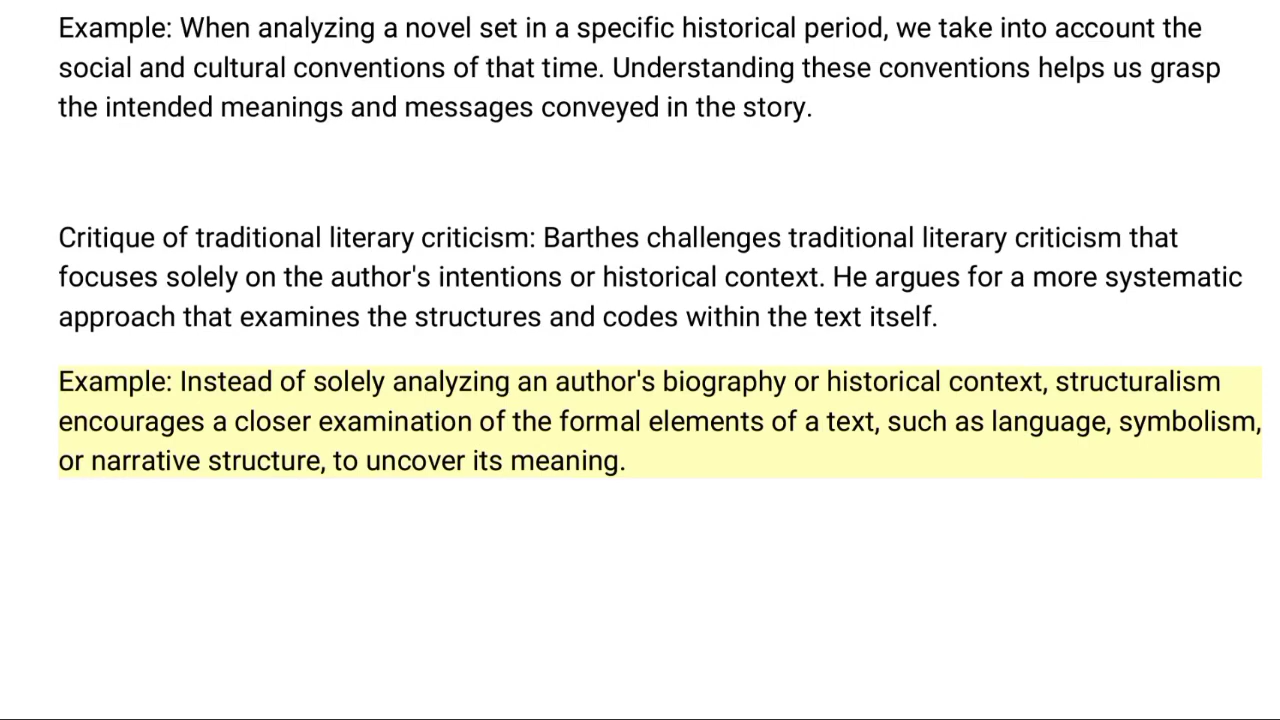 Example: When analyzing a novel set in a specific historical period, we take into account the
social and cultural conventions of that time. Understanding these conventions helps us grasp
the intended meanings and messages conveyed in the story.
Critique of traditional literary criticism: Barthes challenges traditional literary criticism that
focuses solely on the author's intentions or historical context. He argues for a more systematic
approach that examines the structures and codes within the text itself.
Example: Instead of solely analyzing an author's biography or historical context, structuralism
encourages a closer examination of the formal elements of a text, such as language, symbolism,
or narrative structure, to uncover its meaning.